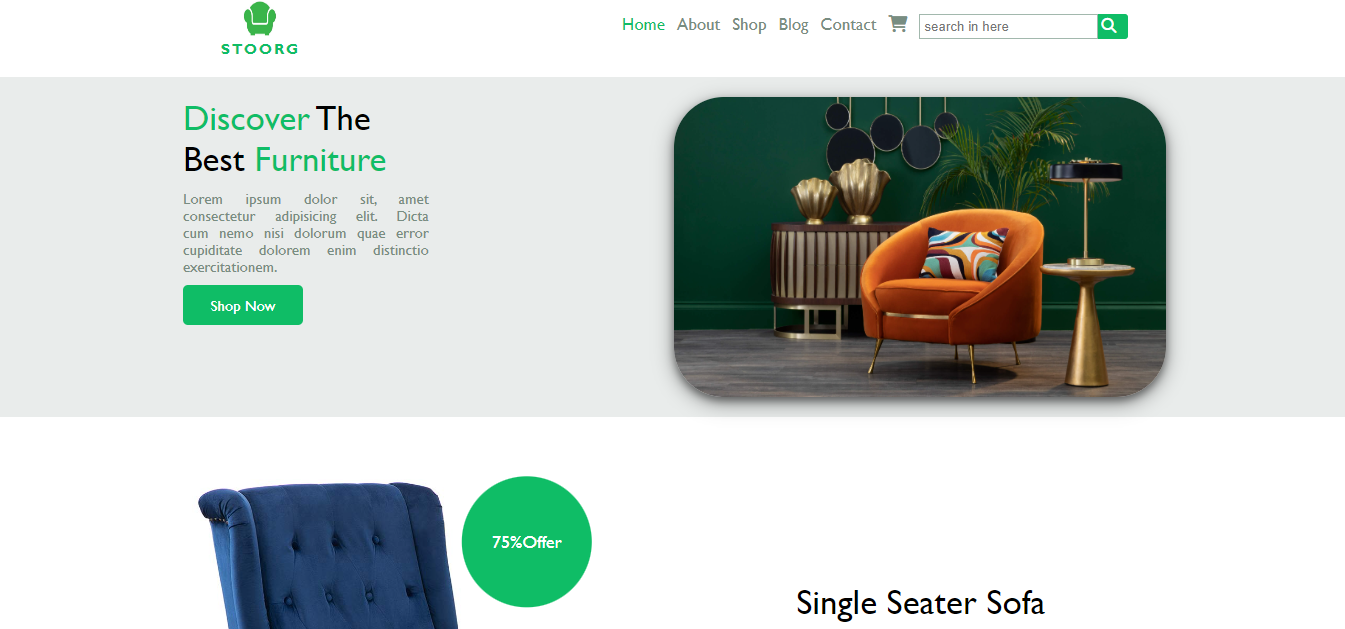 STOORG
Home About Shop Blog Contact
search in here
Discover The
Best Furniture
Lorem ipsum dolor sit, amet
consectetur adipisicing elit. Dicta
cum nemo nisi dolorum quae error
cupiditate dolorem enim distinctio
exercitationem.
Shop Now
75%Offer
Single Seater Sofa